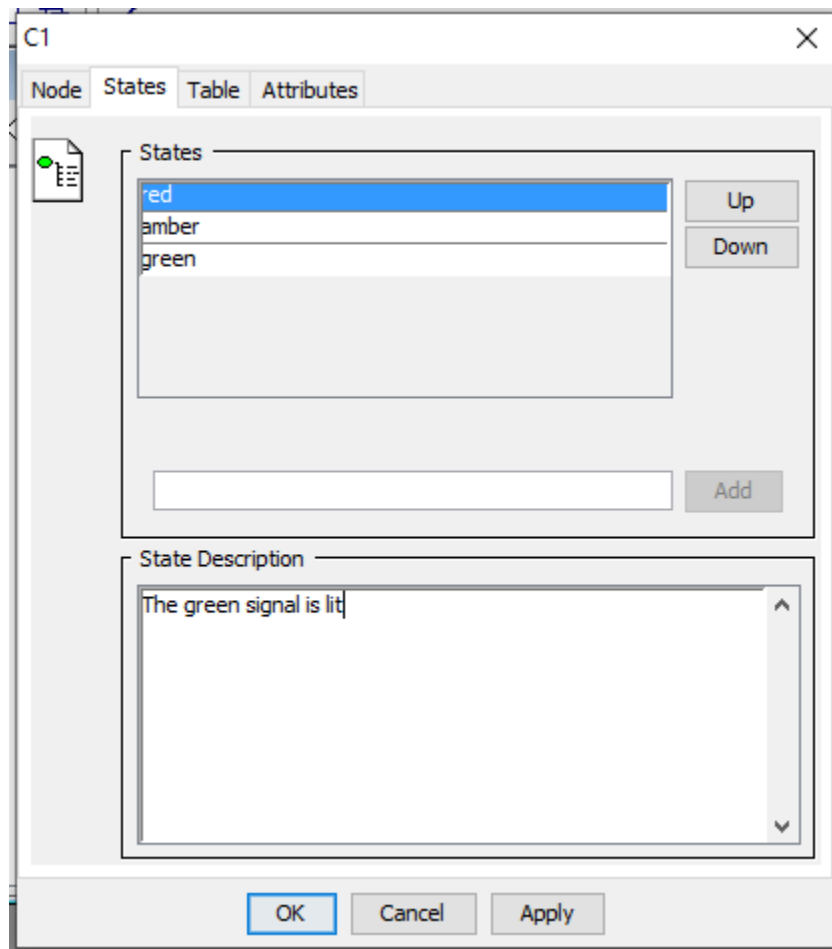 C1
Node States Table Attributes
States
red
amber
green
Up
Down
Add
State Description
The green signal is lit
OK Cancel Apply